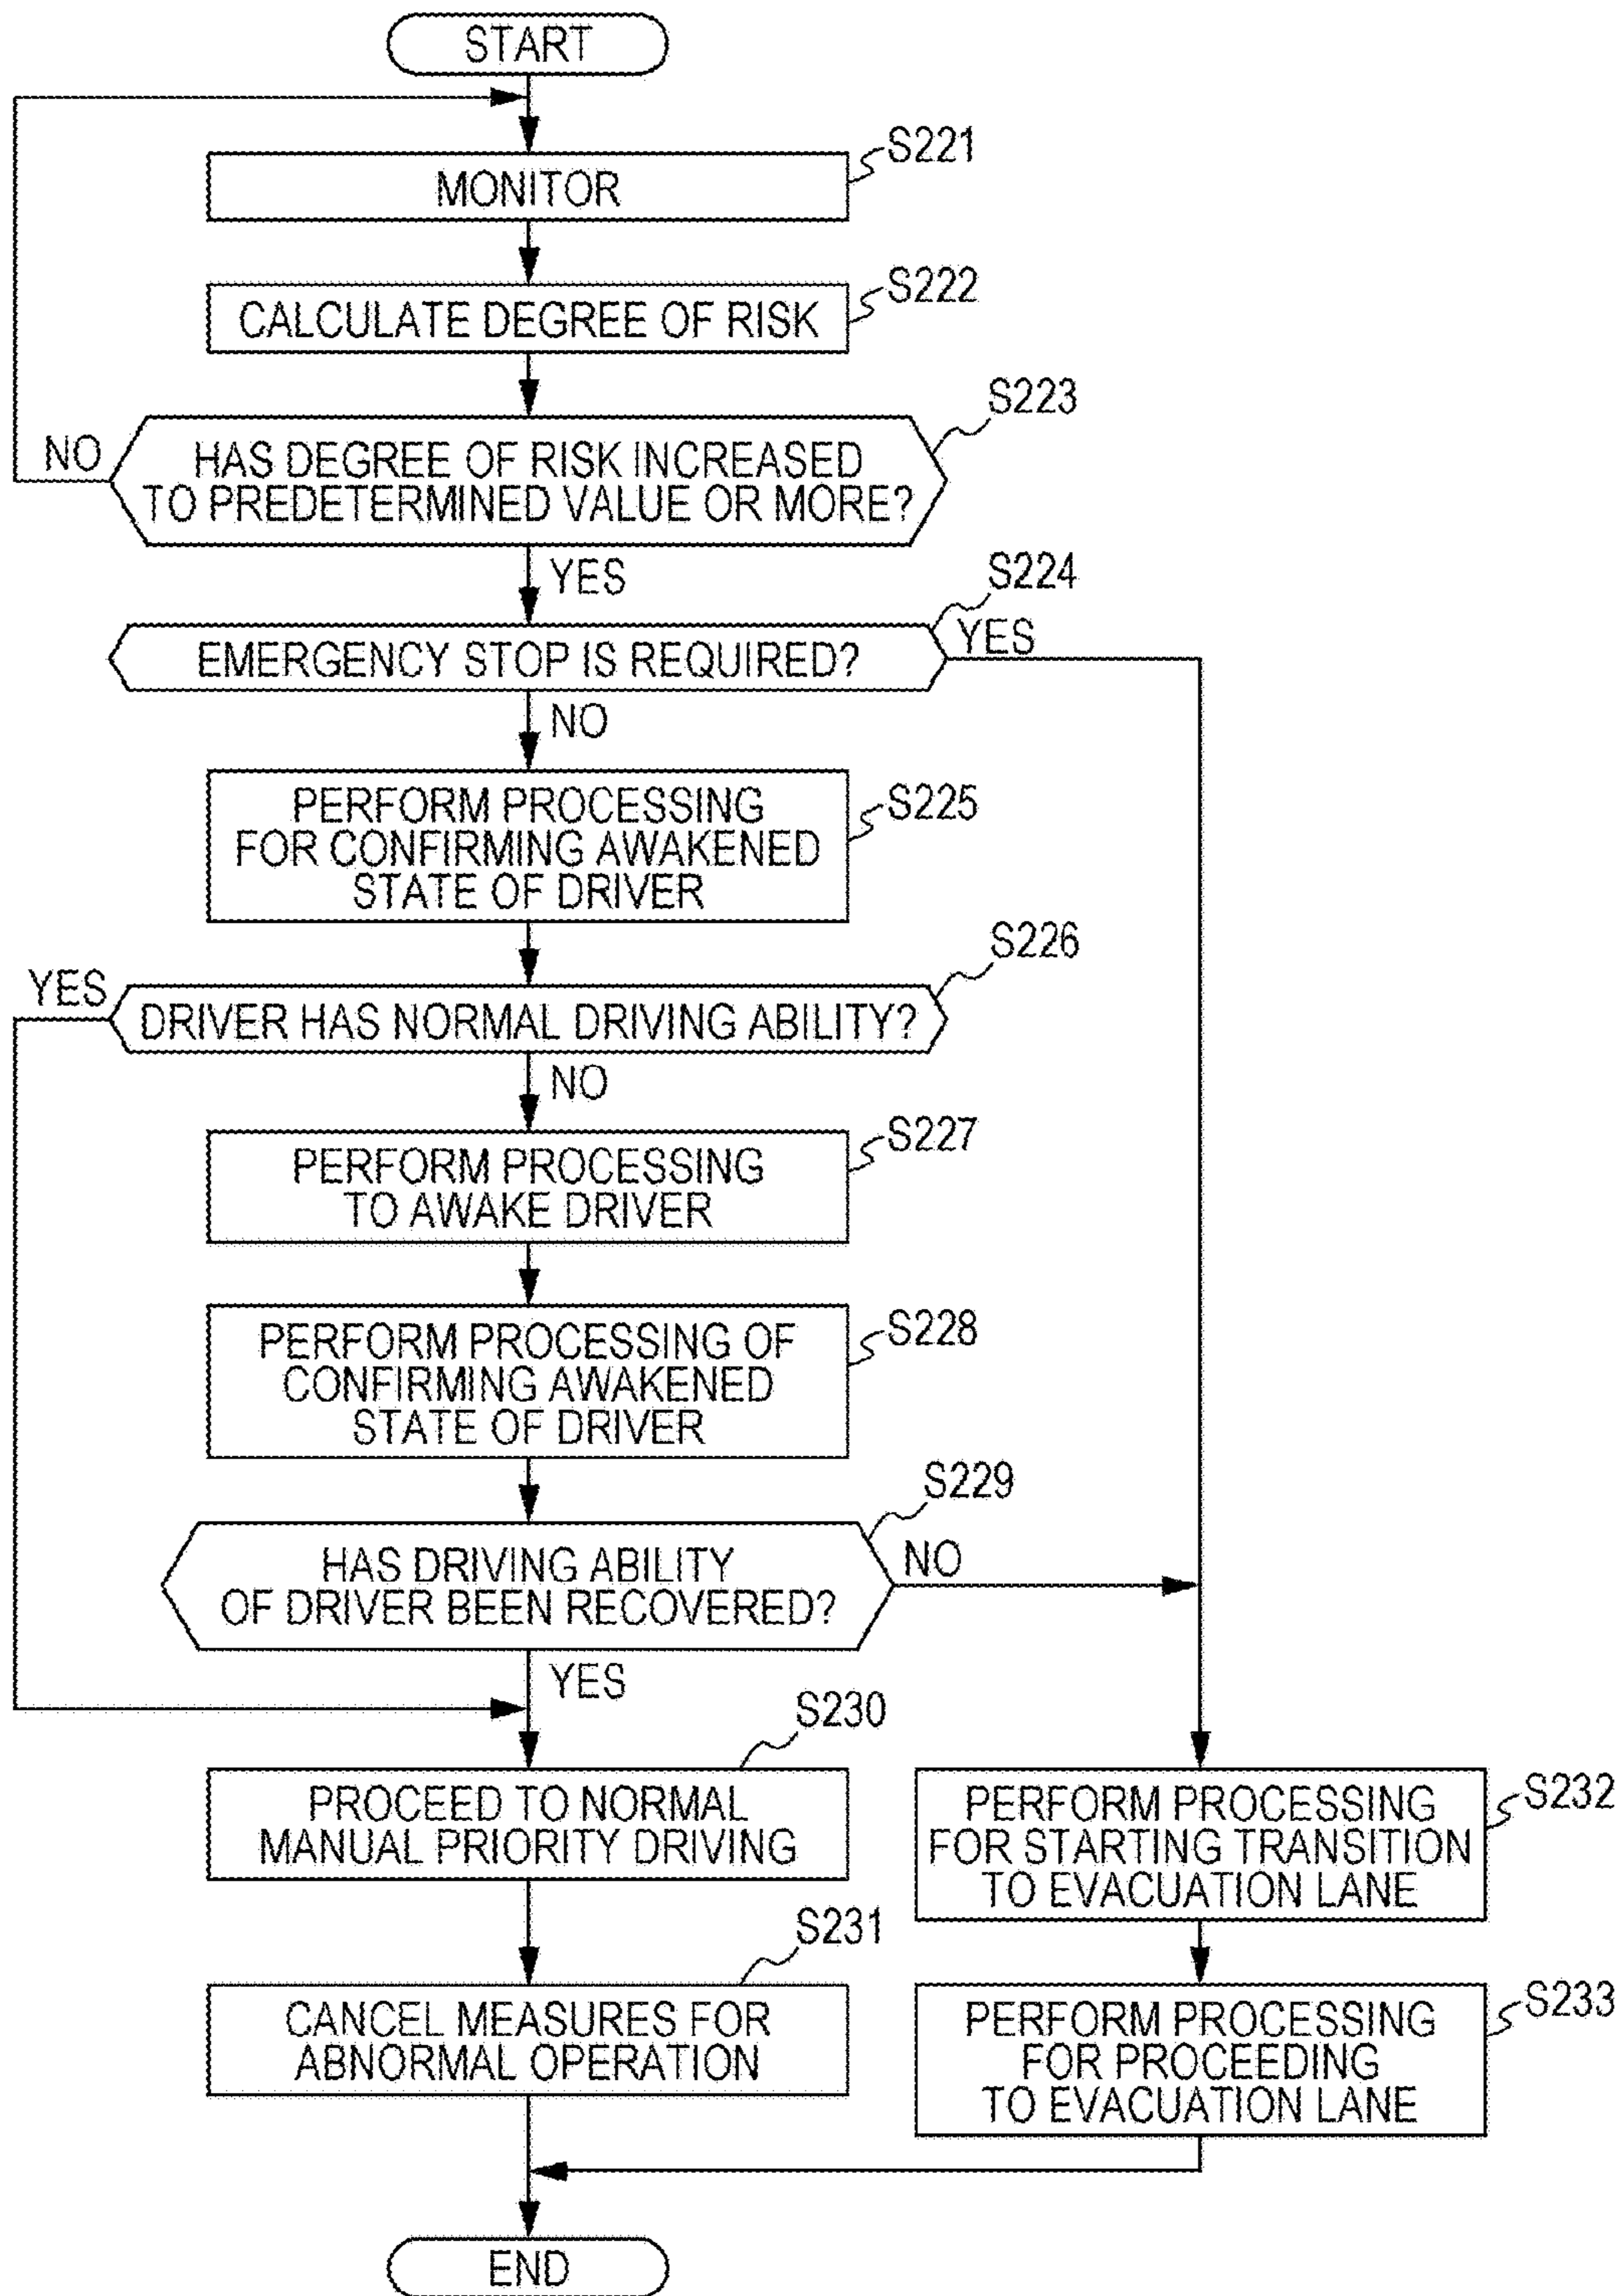 START
S221
MONITOR
S222
CALCULATE DEGREE OF RISK
S223
NO
HAS DEGREE OF RISK INCREASED
TO PREDETERMINED VALUE OR MORE?
YES
S224
EMERGENCY STOP IS REQUIRED?
YES
NO
PERFORM PROCESSING
FOR CONFIRMING AWAKENED
STATE OF DRIVER
S225
S226
YES
DRIVER HAS NORMAL DRIVING ABILITY?
NO
S227
PERFORM PROCESSING
TO AWAKE DRIVER
S228
PERFORM PROCESSING OF
CONFIRMING AWAKENED
STATE OF DRIVER
S229
HAS DRIVING ABILITY
OF DRIVER BEEN RECOVERED?
NO
YES
S230
PROCEED TO NORMAL
MANUAL PRIORITY DRIVING
S231
CANCEL MEASURES FOR
ABNORMAL OPERATION
S232
PERFORM PROCESSING
FOR STARTING TRANSITION
TO EVACUATION LANE
S233
PERFORM PROCESSING
FOR PROCEEDING
TO EVACUATION LANE
END